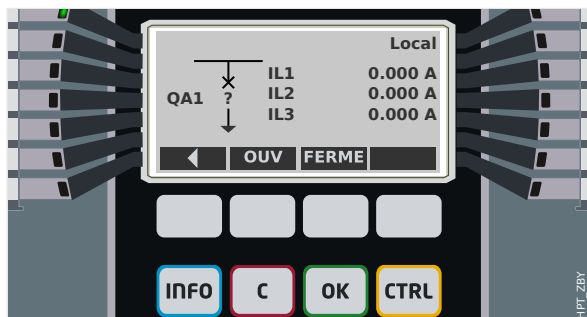 Local
IL1 0.000 A
QA1 ? IL2 0.000 A
IL3 0.000 A
OUV FERME
INFO C OK CTRL
HPT_ZBY